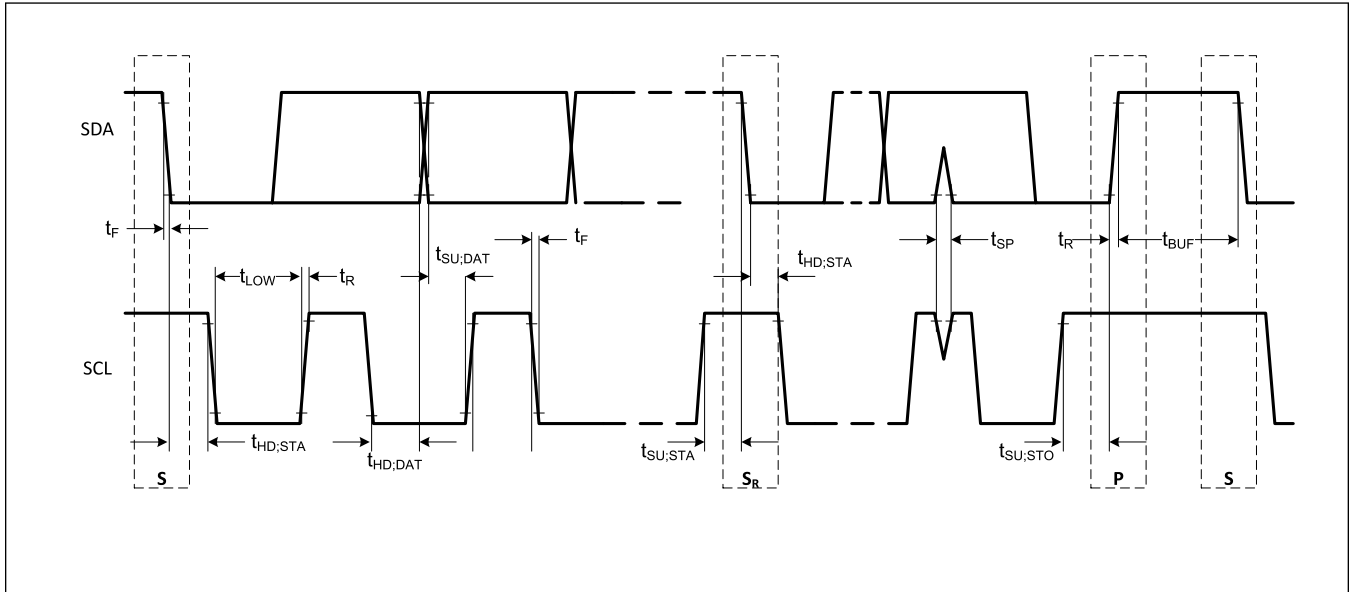 SDA
tF
tLOW
tR
tSU;DAT
tF
tHD;STA
tSP
tR
tBUF
SCL
tHD;STA
tHD;DAT
tSU;STA
tSU;STO
S
SR
P
S